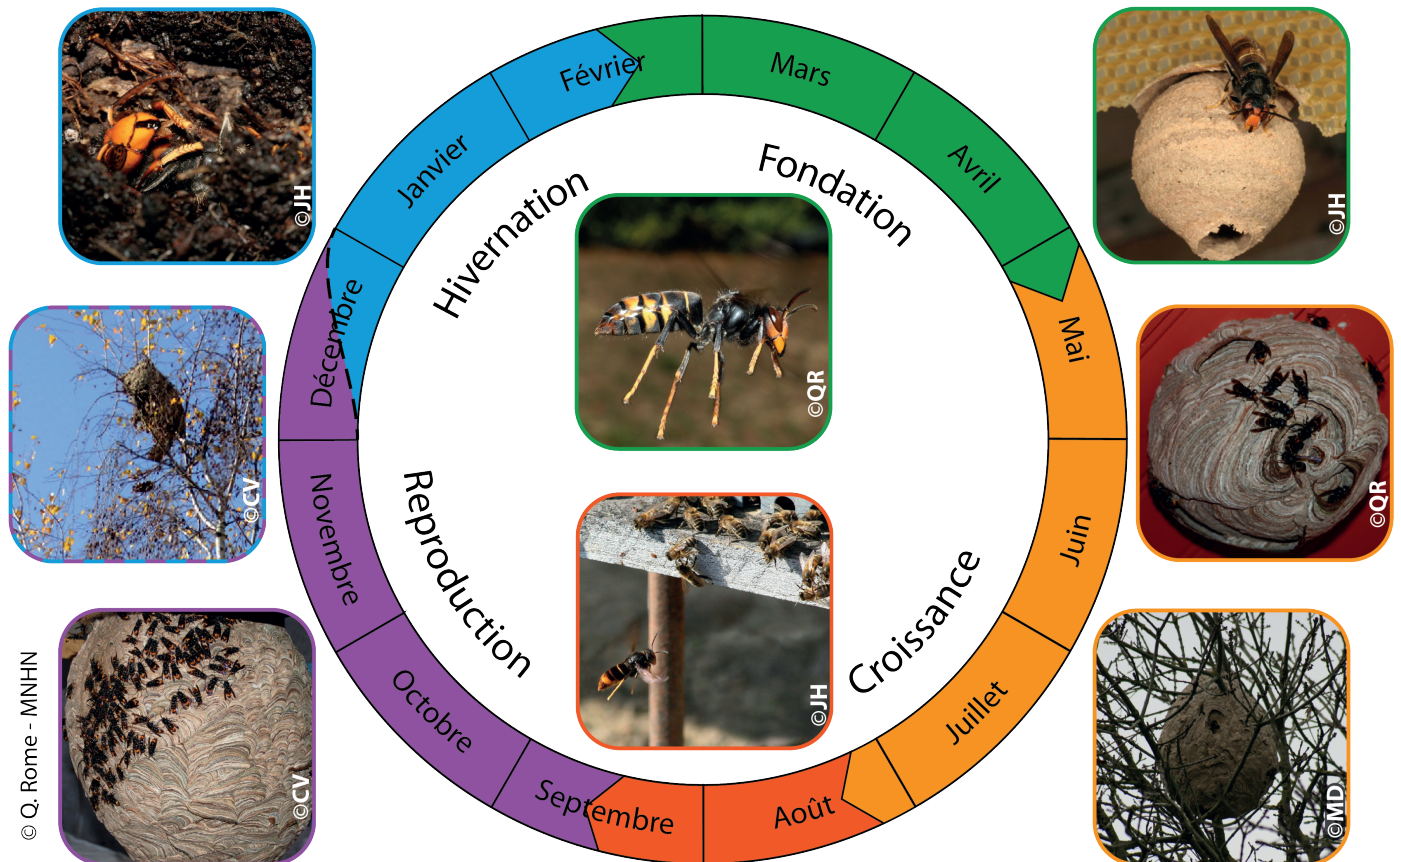 Février
Mars
Janvier
Avril
Hivernation
Fondation
Décembre
Mai
Novembre
Juin
Reproduction
Croissance
Octobre
Juillet
Septembre
Août
©JH
©JH
©QR
©CV
©QR
©JH
©CV
©MD
© Q. Rome - MNHN